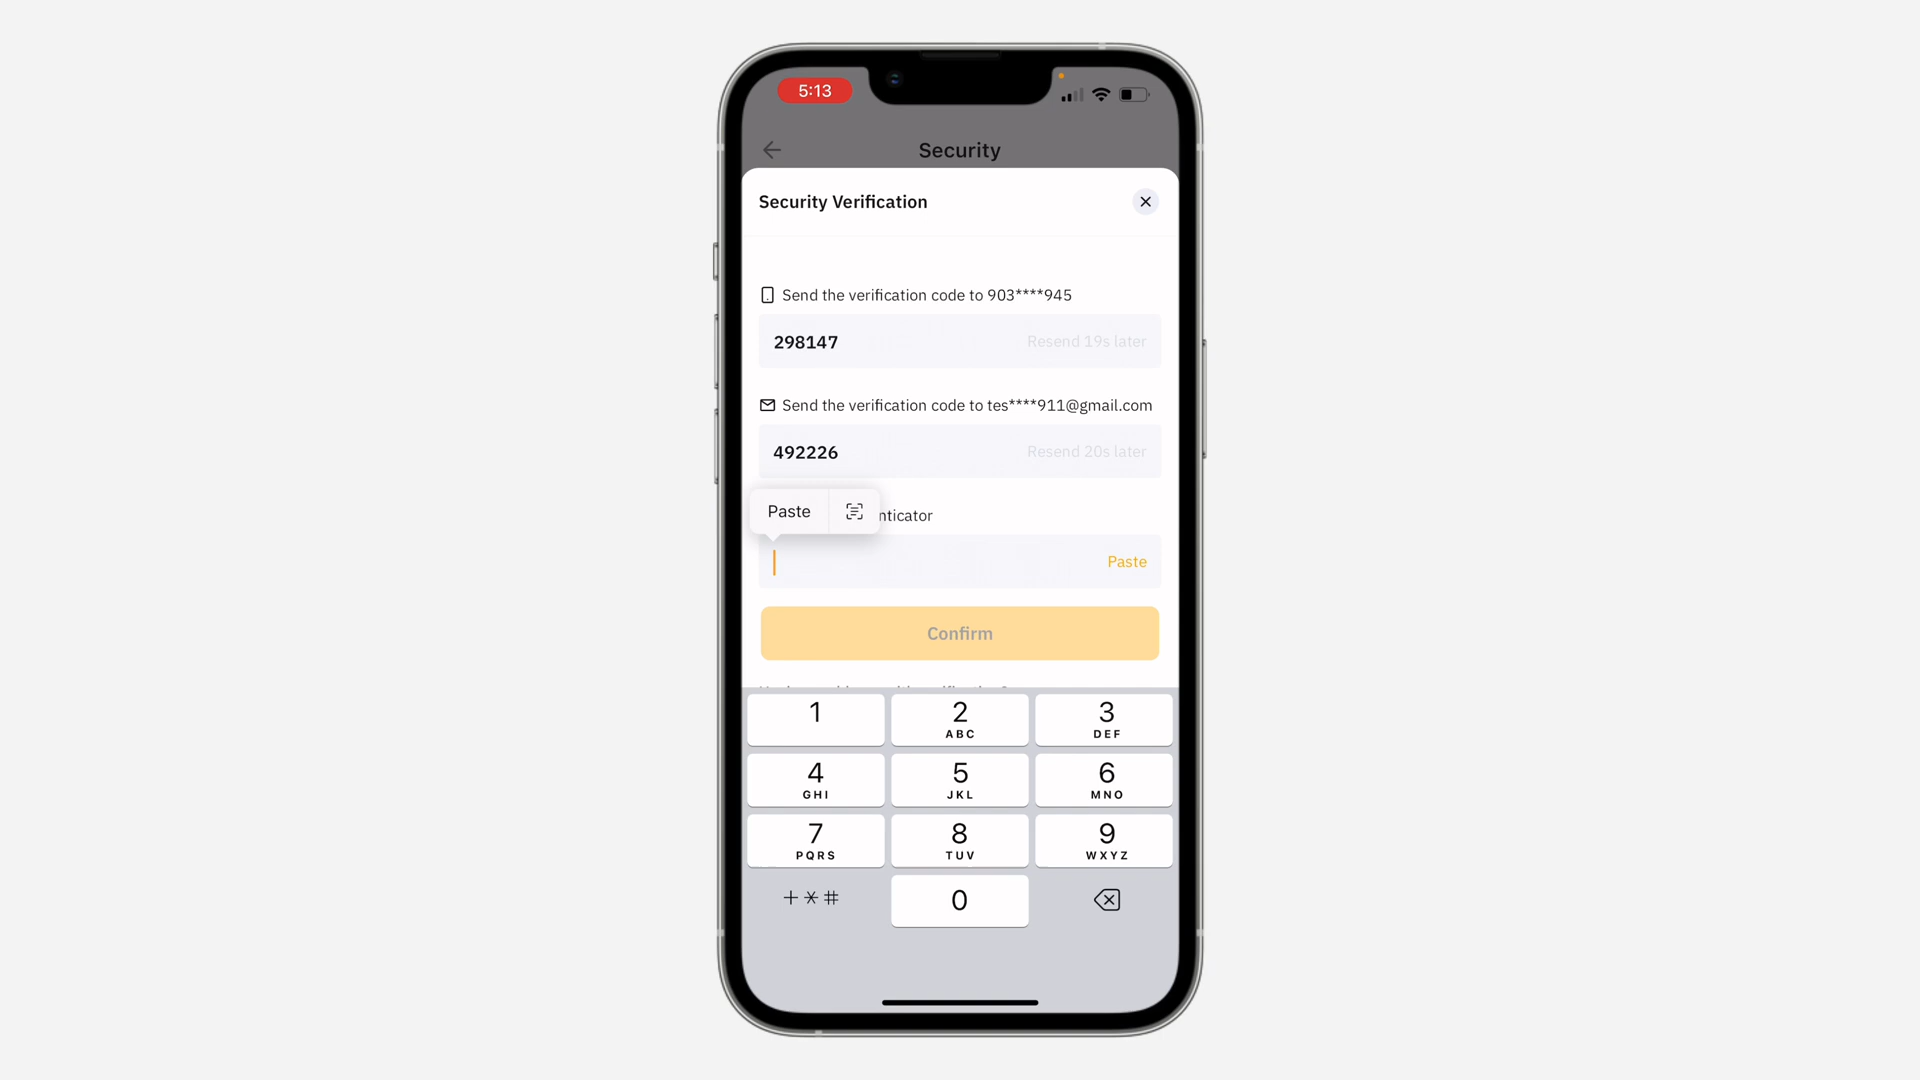 5:13
Security
Security Verification
Send the verification code to 903****945
298147 Resend 19s later
Send the verification code to tes****911@gmail.com
492226 Resend 20s later
Paste
Paste
Confirm
1 2 3
ABC DEF
4 5 6
GHI JKL MNO
7 8 9
PQRS TUV WXYZ
+*# 0